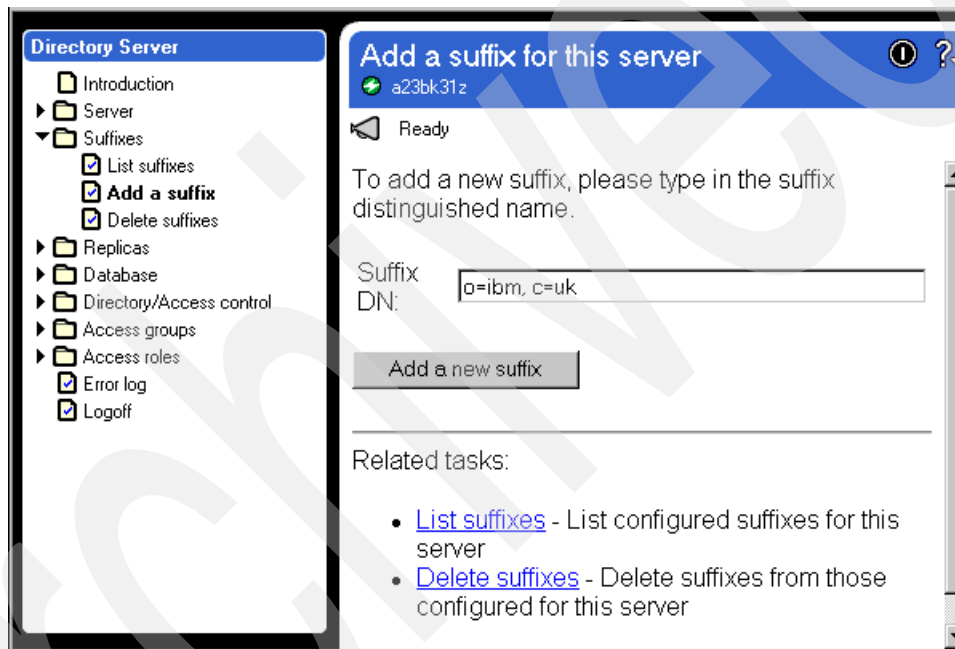 Directory Server
Introduction
Server
Suffixes
List suffixes
Add a suffix
Delete suffixes
Replicas
Database
Directory/Access control
Access groups
Access roles
Error log
Logoff
Add a suffix for this server
a23bk31z
Ready
To add a new suffix, please type in the suffix
distinguished name.
Suffix
DN:
o=ibm, c=uk
Add a new suffix
Related tasks:
• List suffixes - List configured suffixes for this
server
• Delete suffixes - Delete suffixes from those
configured for this server